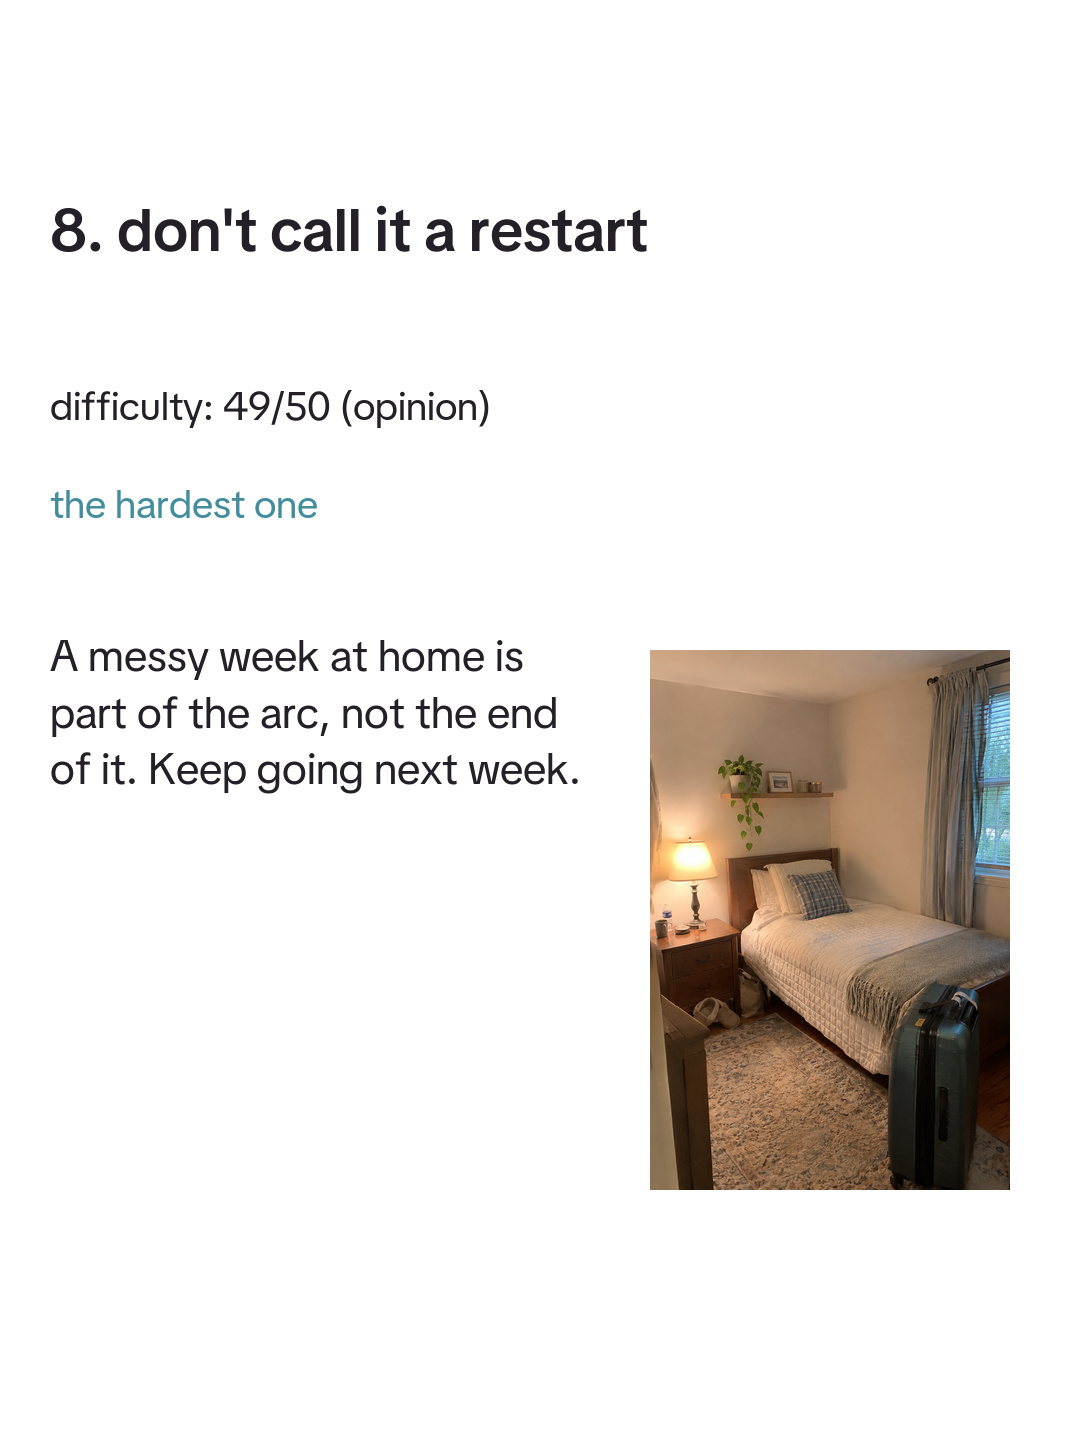 8. don't call it a restart
difficulty: 49/50 (opinion)
the hardest one
A messy week at home is
part of the arc, not the end
of it. Keep going next week.